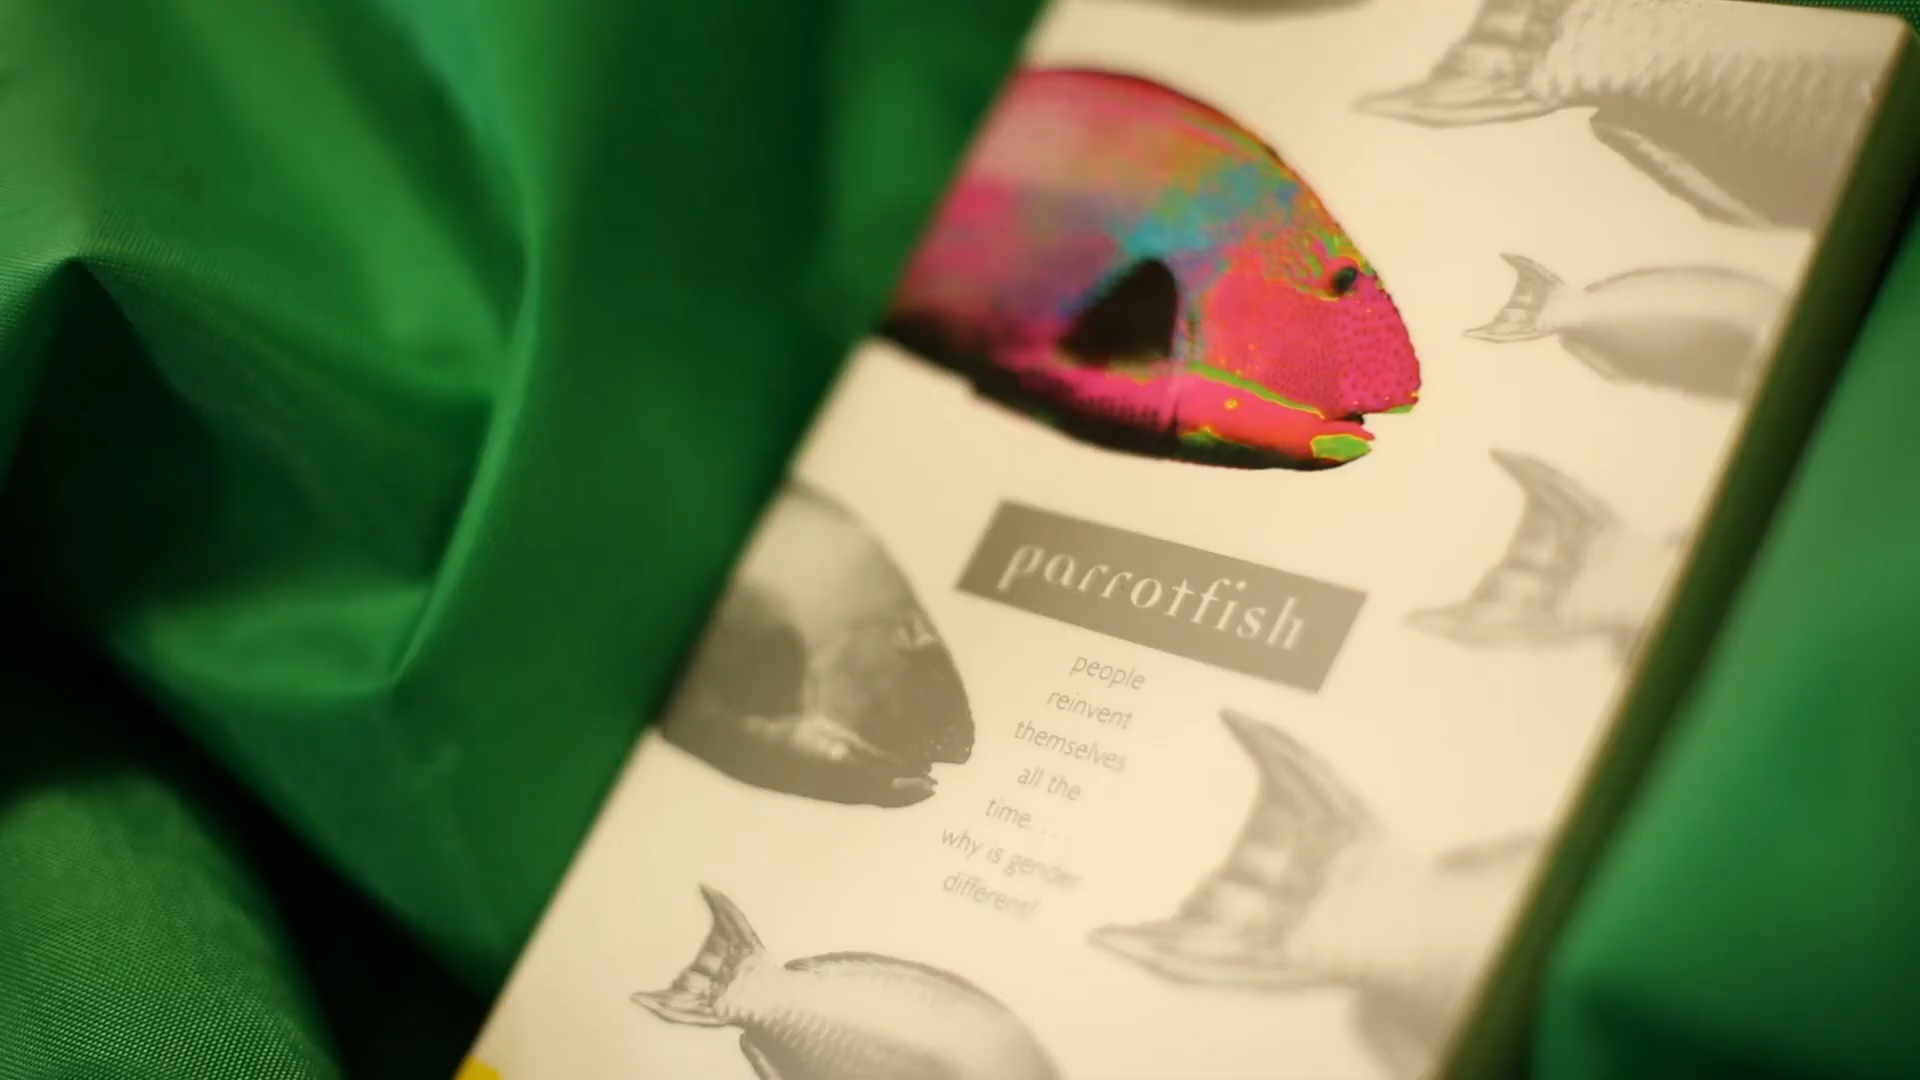 parrotfish
people
reinvent
themselves
all the
time. . . .
why is gender
different?